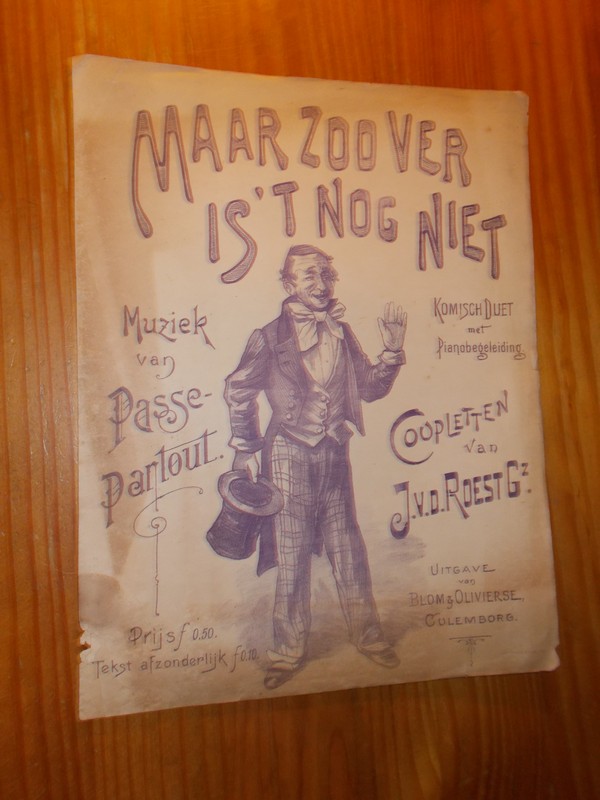 MAAR ZOO VER
IS 'T NOG NIET
Muziek
van
Passe-
Partout.
KOMISCH DUET
met
Pianobegeleiding
COUPLETTEN
van
J.V.D. ROEST GZ.
UITGAVE
van
BLOM & OLIVIERSE,
CULEMBORG.
Prijs f 0.50.
Tekst afzonderlijk f 0.10.